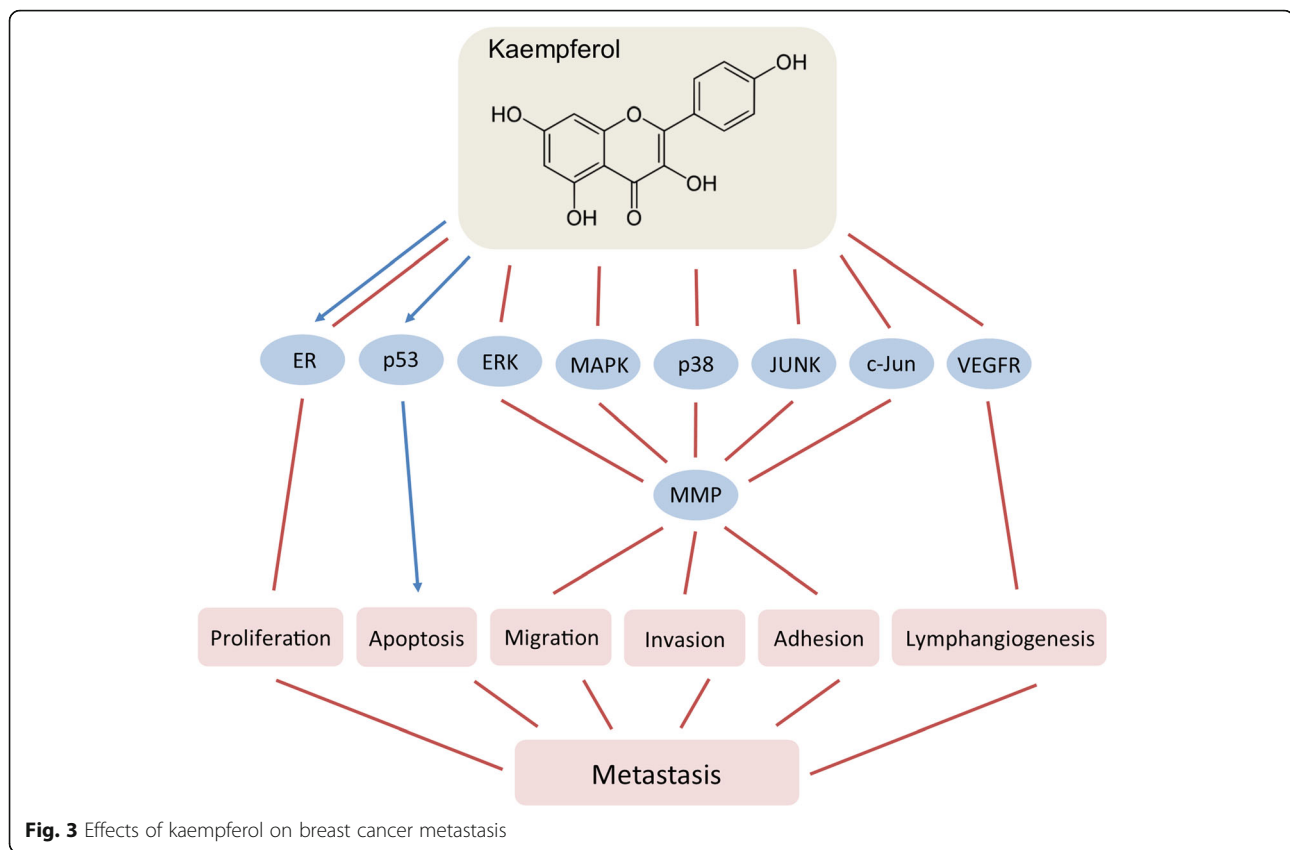 Kaempferol
OH
HO
O
OH
OH
O
ER
p53
ERK
MAPK
p38
JUNK
c-Jun
VEGFR
MMP
Proliferation
Apoptosis
Migration
Invasion
Adhesion
Lymphangiogenesis
Metastasis
Fig. 3 Effects of kaempferol on breast cancer metastasis